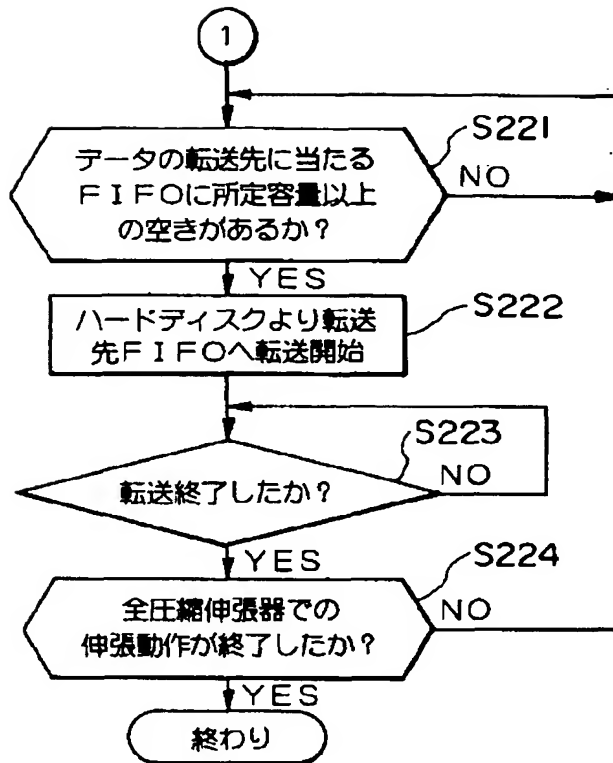 1
S221
データの転送先に当たる
FIFOに所定容量以上
の空きがあるか？
NO
YES
S222
ハードディスクより転送
先FIFOへ転送開始
S223
転送終了したか？
NO
YES
S224
全圧縮伸張器での
伸張動作が終了したか？
NO
YES
終わり